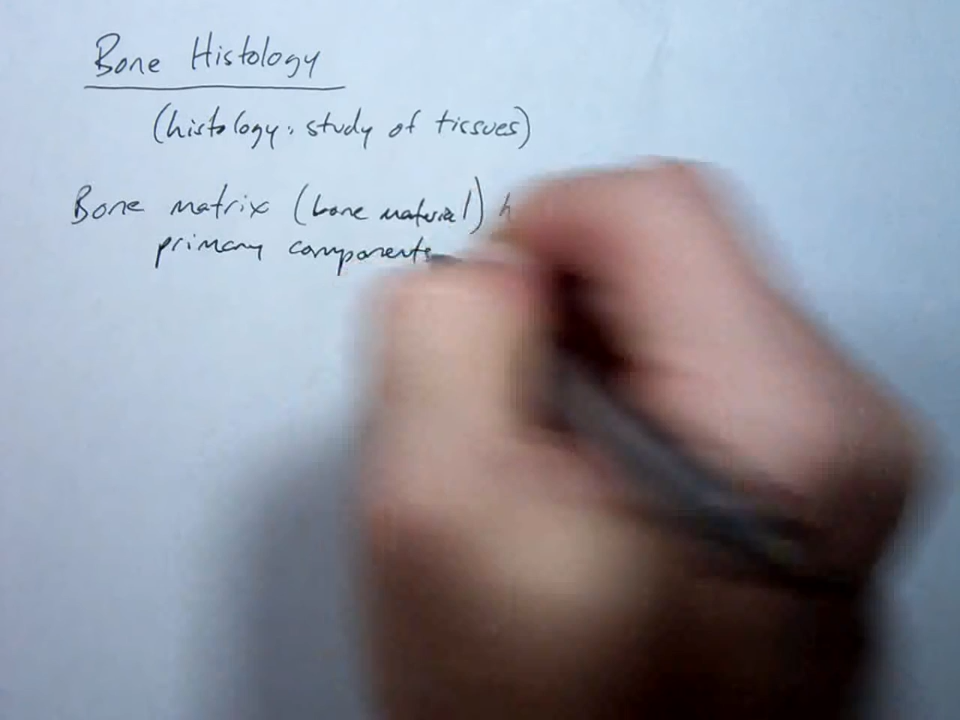 Bone Histology
(histology: study of tissues)
Bone matrix (bone material)
primary components